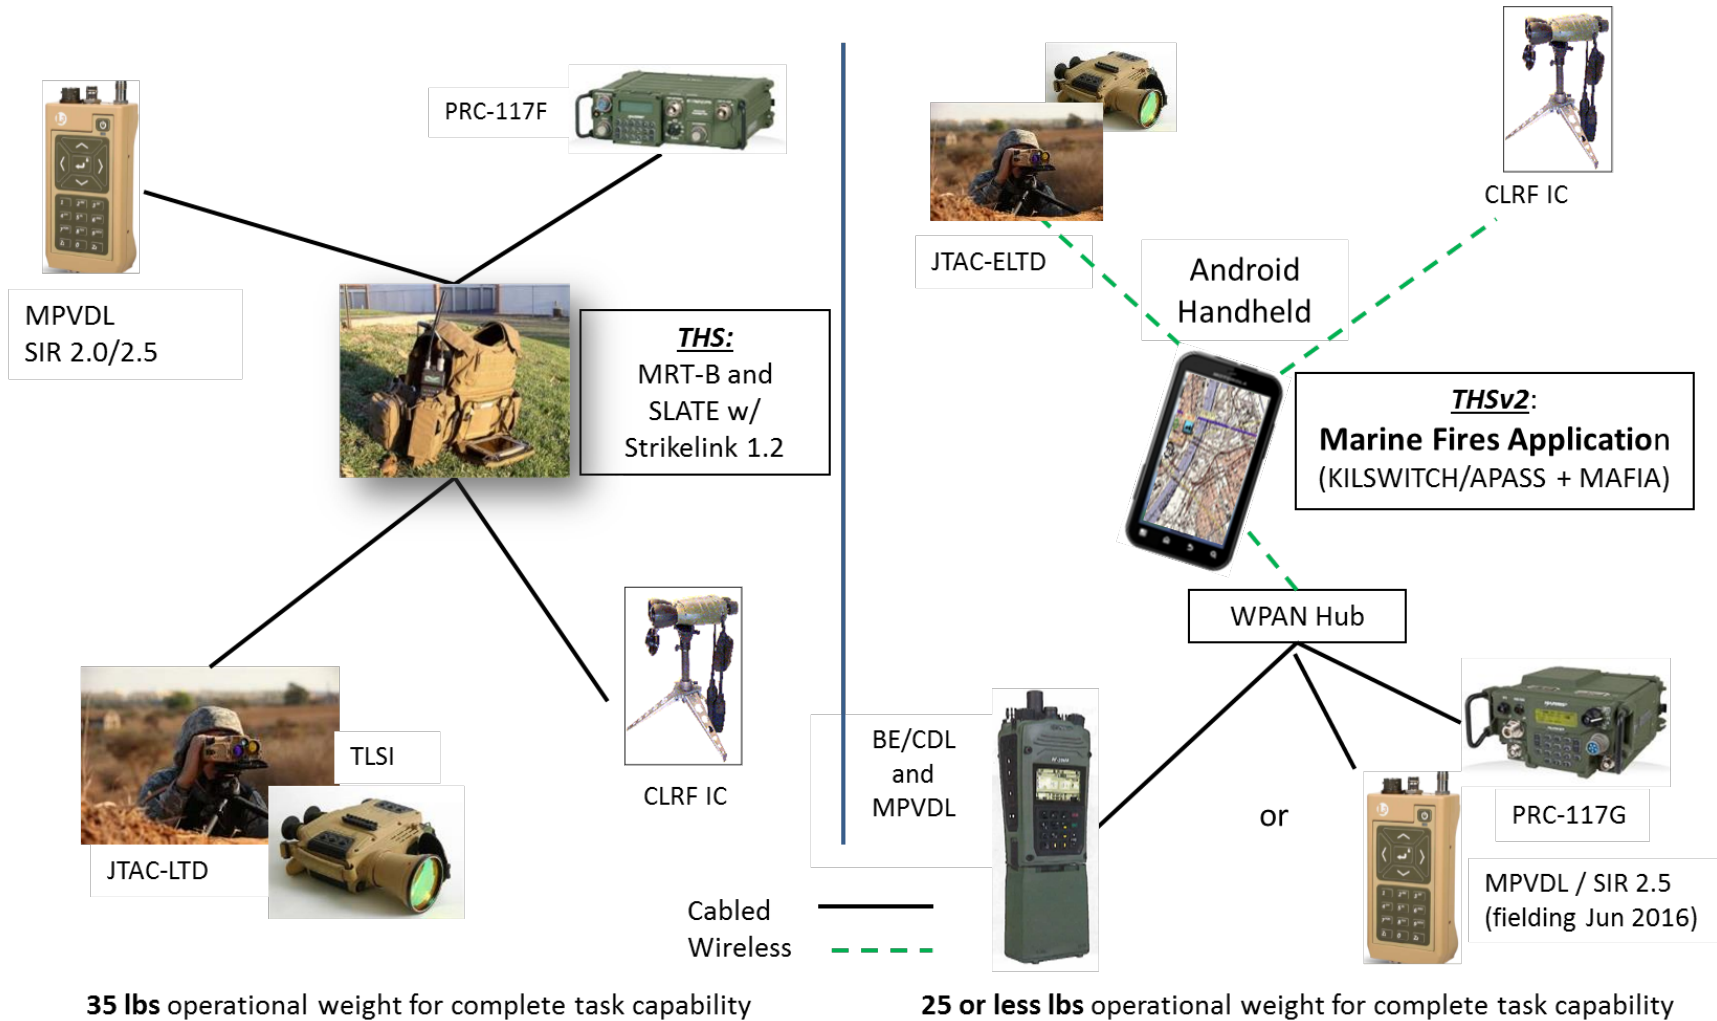 PRC-117F
MPVDL
SIR 2.0/2.5
THS:
MRT-B and
SLATE w/
Strikelink 1.2
TLSI
JTAC-LTD
CLRF IC
JTAC-ELTD
CLRF IC
Android
Handheld
THSv2:
Marine Fires Application
(KILSWITCH/APASS + MAFIA)
WPAN Hub
BE/CDL
and
MPVDL
or
PRC-117G
MPVDL / SIR 2.5
(fielding Jun 2016)
Cabled
Wireless
35 lbs operational weight for complete task capability
25 or less lbs operational weight for complete task capability